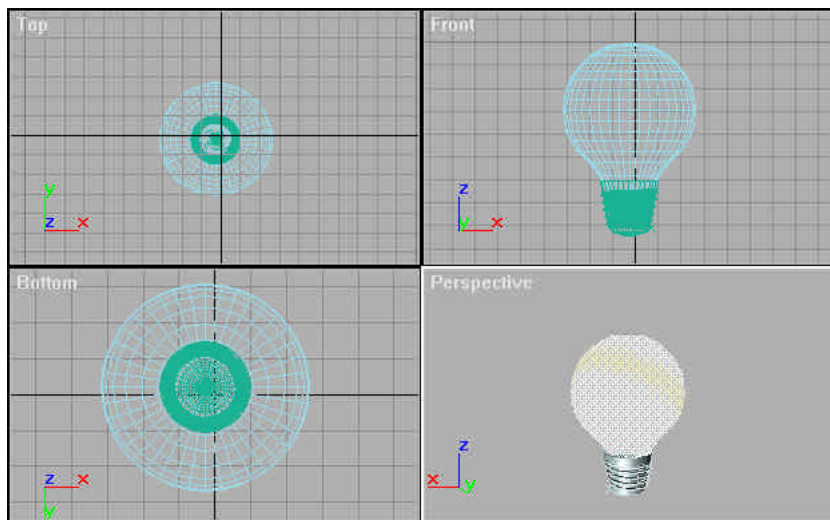 Top
y
z x
Front
z
y x
Bottom
z x
y
Perspective
z
x y